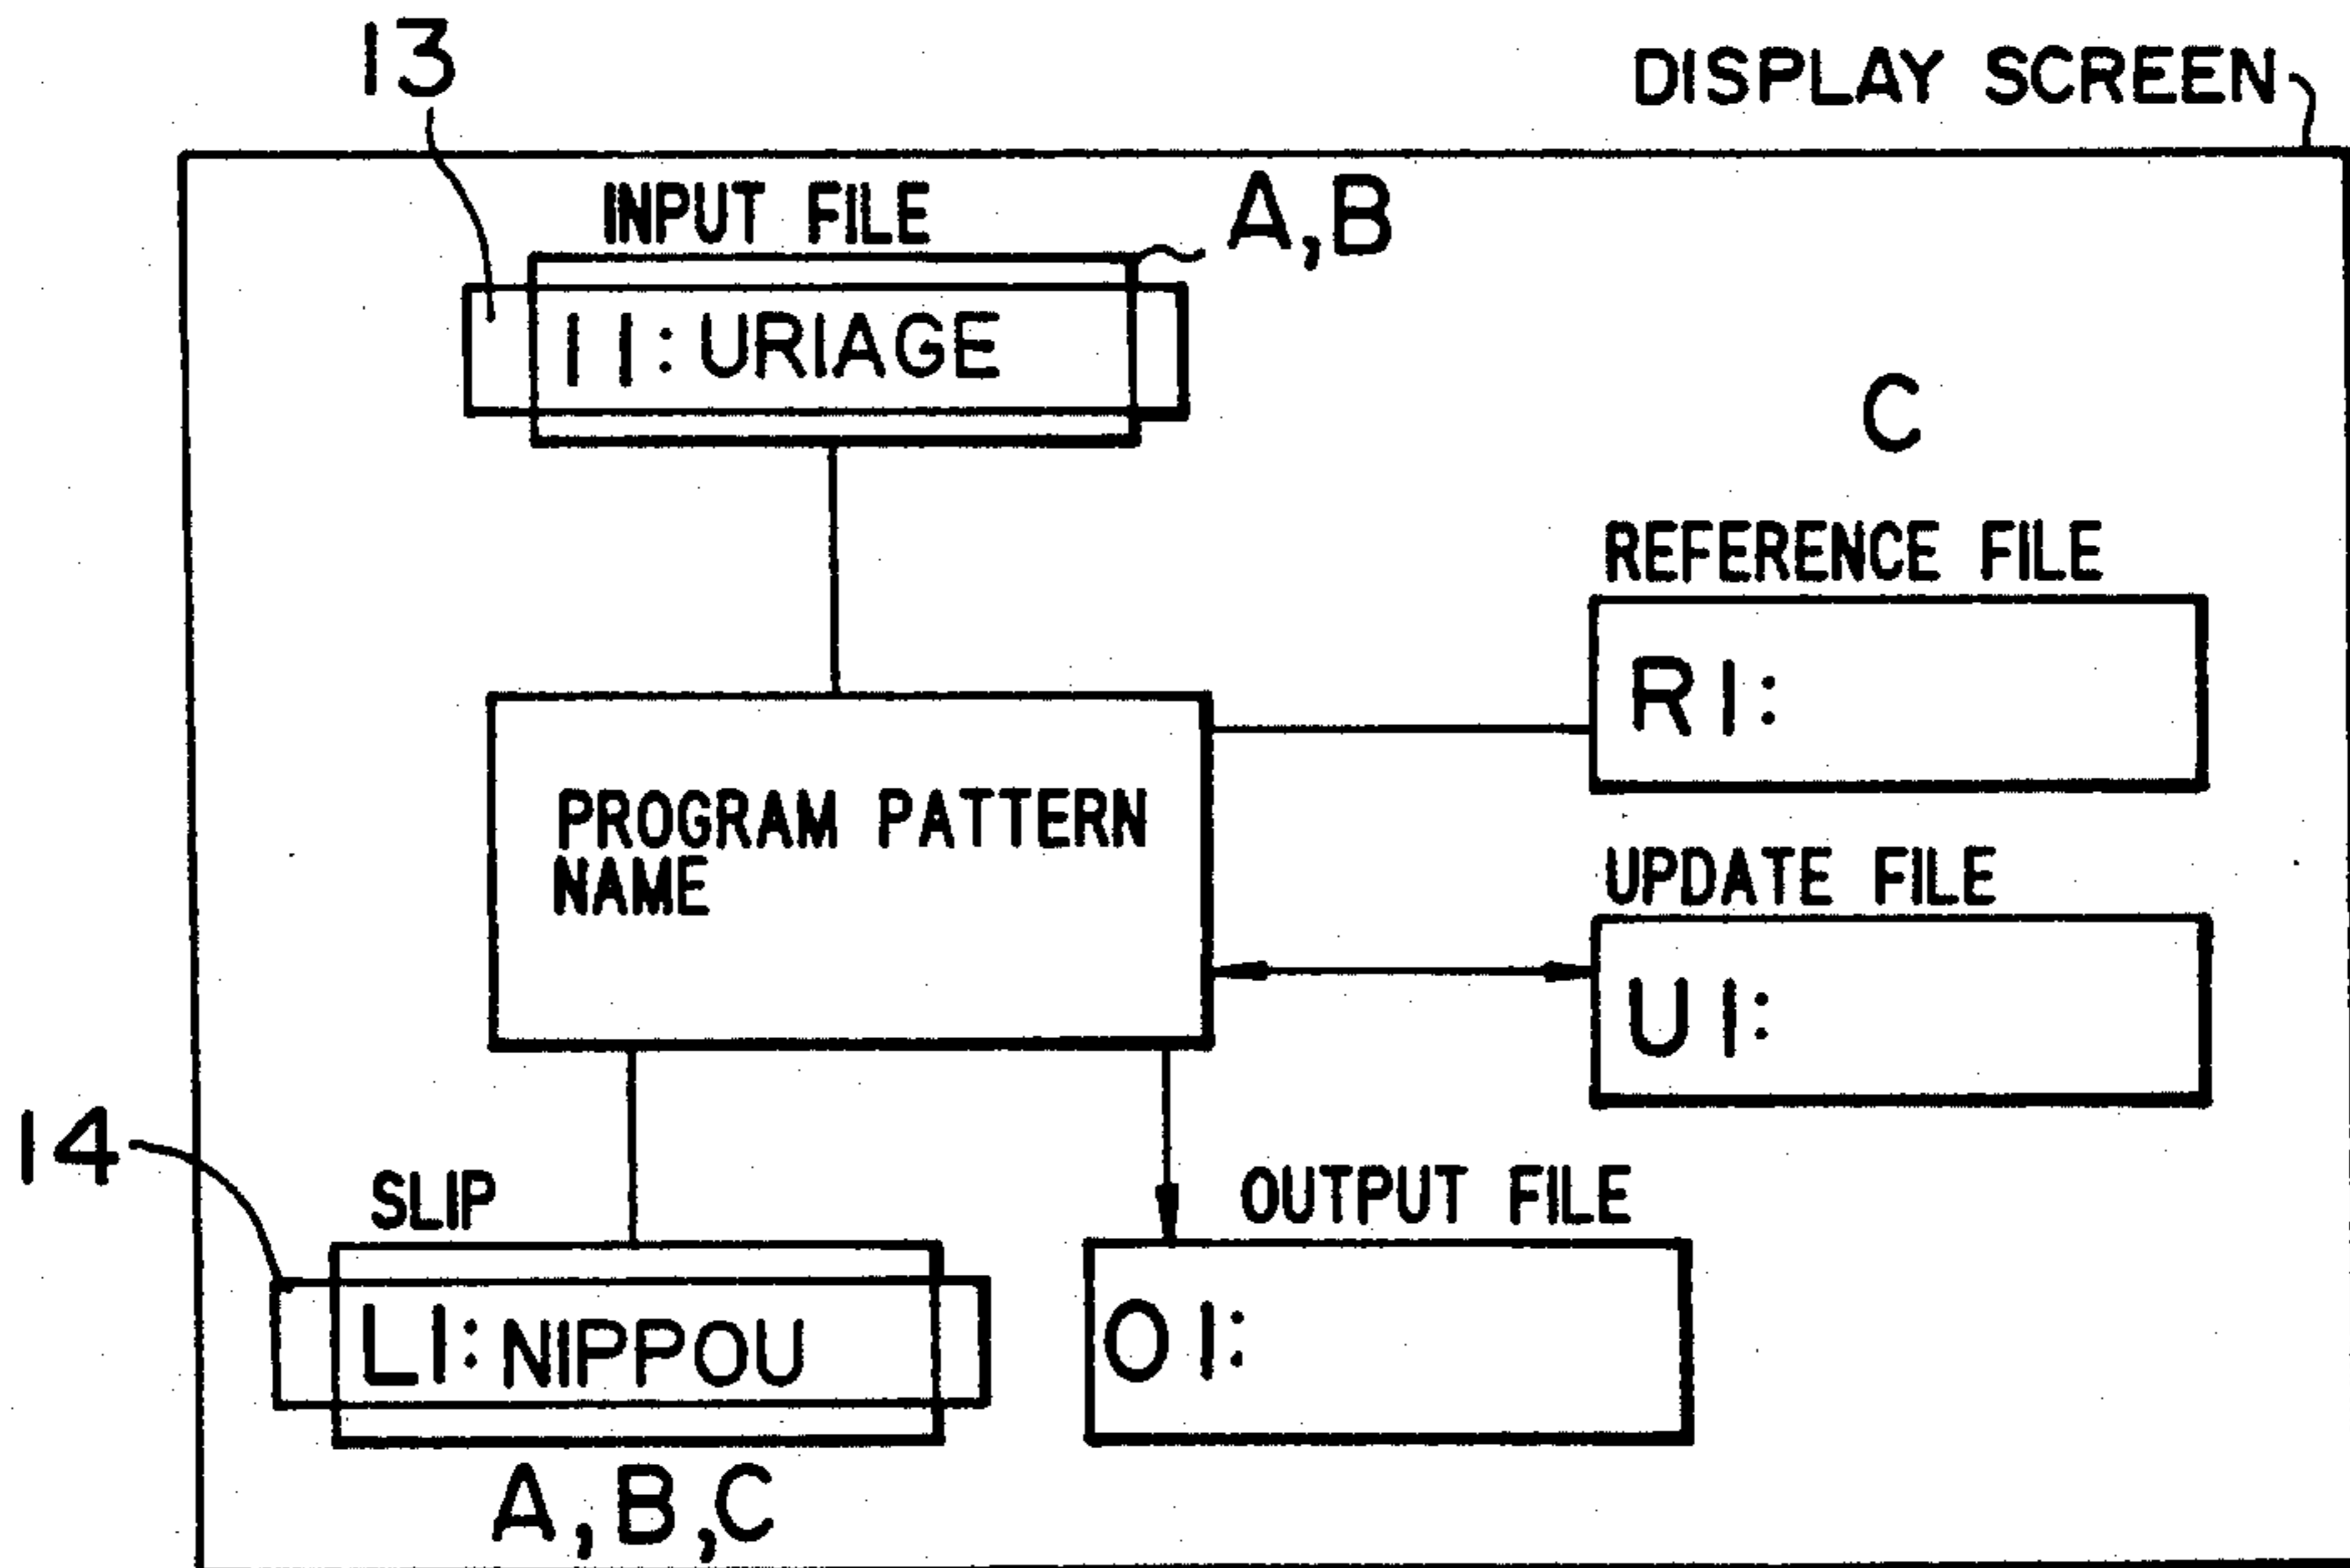 13
DISPLAY SCREEN
INPUT FILE
A,B
I1:URIAGE
C
REFERENCE FILE
R1:
PROGRAM PATTERN
NAME
UPDATE FILE
U1:
14
SLIP
OUTPUT FILE
L1:NIPPOU
O1:
A,B,C